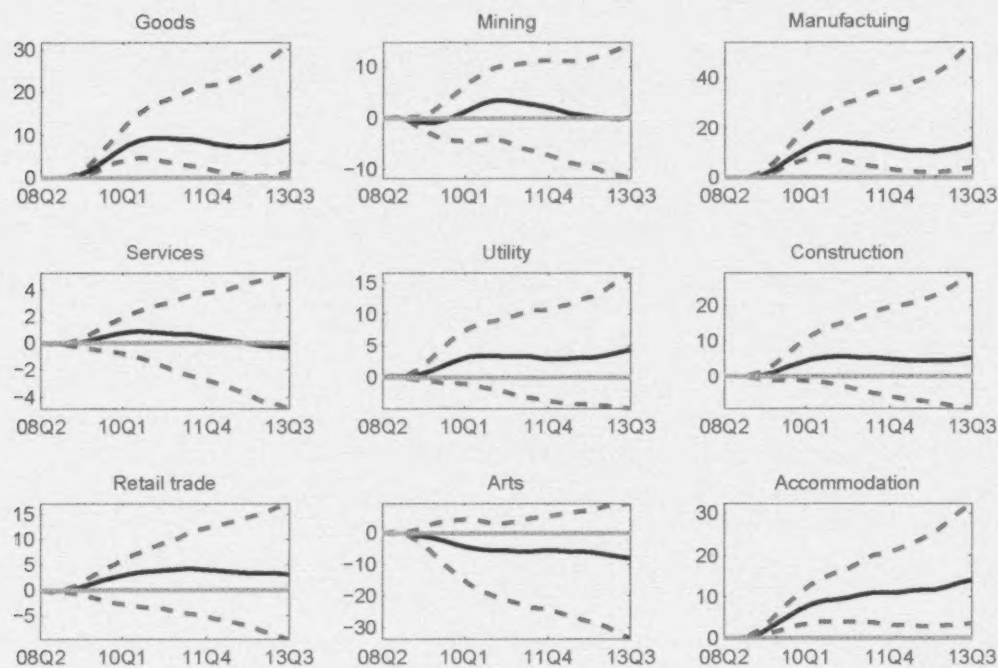 Goods Mining Manufactuing
30 10 40
20
10 0 20
0 −10 0
08Q2 10Q1 11Q4 13Q3 08Q2 10Q1 11Q4 13Q3 08Q2 10Q1 11Q4 13Q3
Services Utility Construction
4 15 20
2 10
0 5 10
−2 0 0
−4
08Q2 10Q1 11Q4 13Q3 08Q2 10Q1 11Q4 13Q3 08Q2 10Q1 11Q4 13Q3
Retail trade Arts Accommodation
15 0 30
10 −10 20
5
0 −20 10
−5 −30 0
08Q2 10Q1 11Q4 13Q3 08Q2 10Q1 11Q4 13Q3 08Q2 10Q1 11Q4 13Q3